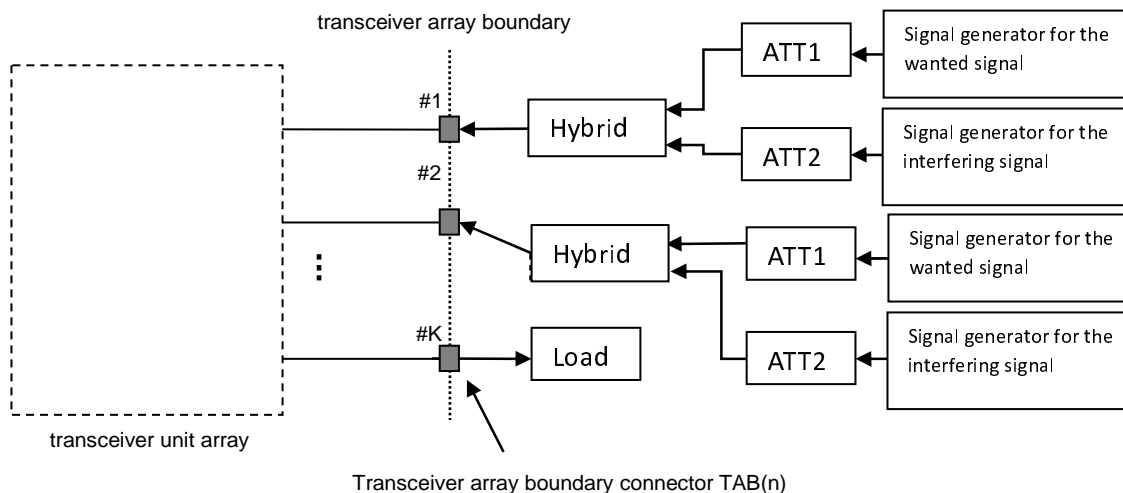 transceiver array boundary
#1
Hybrid
ATT1
Signal generator for the
wanted signal
ATT2
Signal generator for the
interfering signal
#2
Hybrid
ATT1
Signal generator for the
wanted signal
ATT2
Signal generator for the
interfering signal
...
#K
Load
transceiver unit array
Transceiver array boundary connector TAB(n)